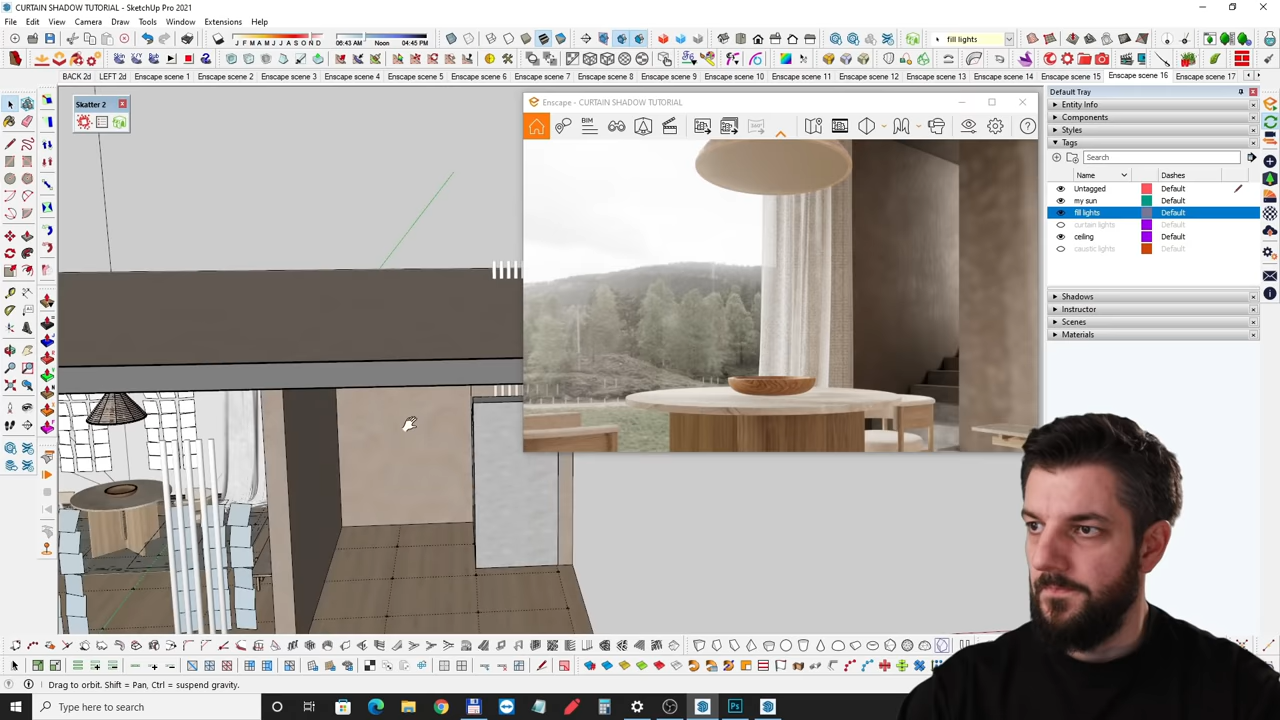 CURTAIN SHADOW TUTORIAL - SketchUp Pro 2021
File Edit View Camera Draw Tools Window Extensions Help
J F M A M J J A S O N D 06:43 AM Noon 04:45 PM fill lights
BACK 2d LEFT 2d Enscape scene 1 Enscape scene 2 Enscape scene 3 Enscape scene 4 Enscape scene 5 Enscape scene 6 Enscape scene 7 Enscape scene 8 Enscape scene 9 Enscape scene 10 Enscape scene 11 Enscape scene 12 Enscape scene 13 Enscape scene 14 Enscape scene 15 Enscape scene 16 Enscape scene 17
Skatter 2
Enscape - CURTAIN SHADOW TUTORIAL
BIM
Default Tray
Entity Info
Components
Styles
Tags
Search
Name Dashes
Untagged Default
my sun Default
fill lights Default
curtain lights Default
ceiling Default
caustic lights Default
Shadows
Instructor
Scenes
Materials
Drag to orbit. Shift = Pan, Ctrl = suspend gravity.
Type here to search
Ps